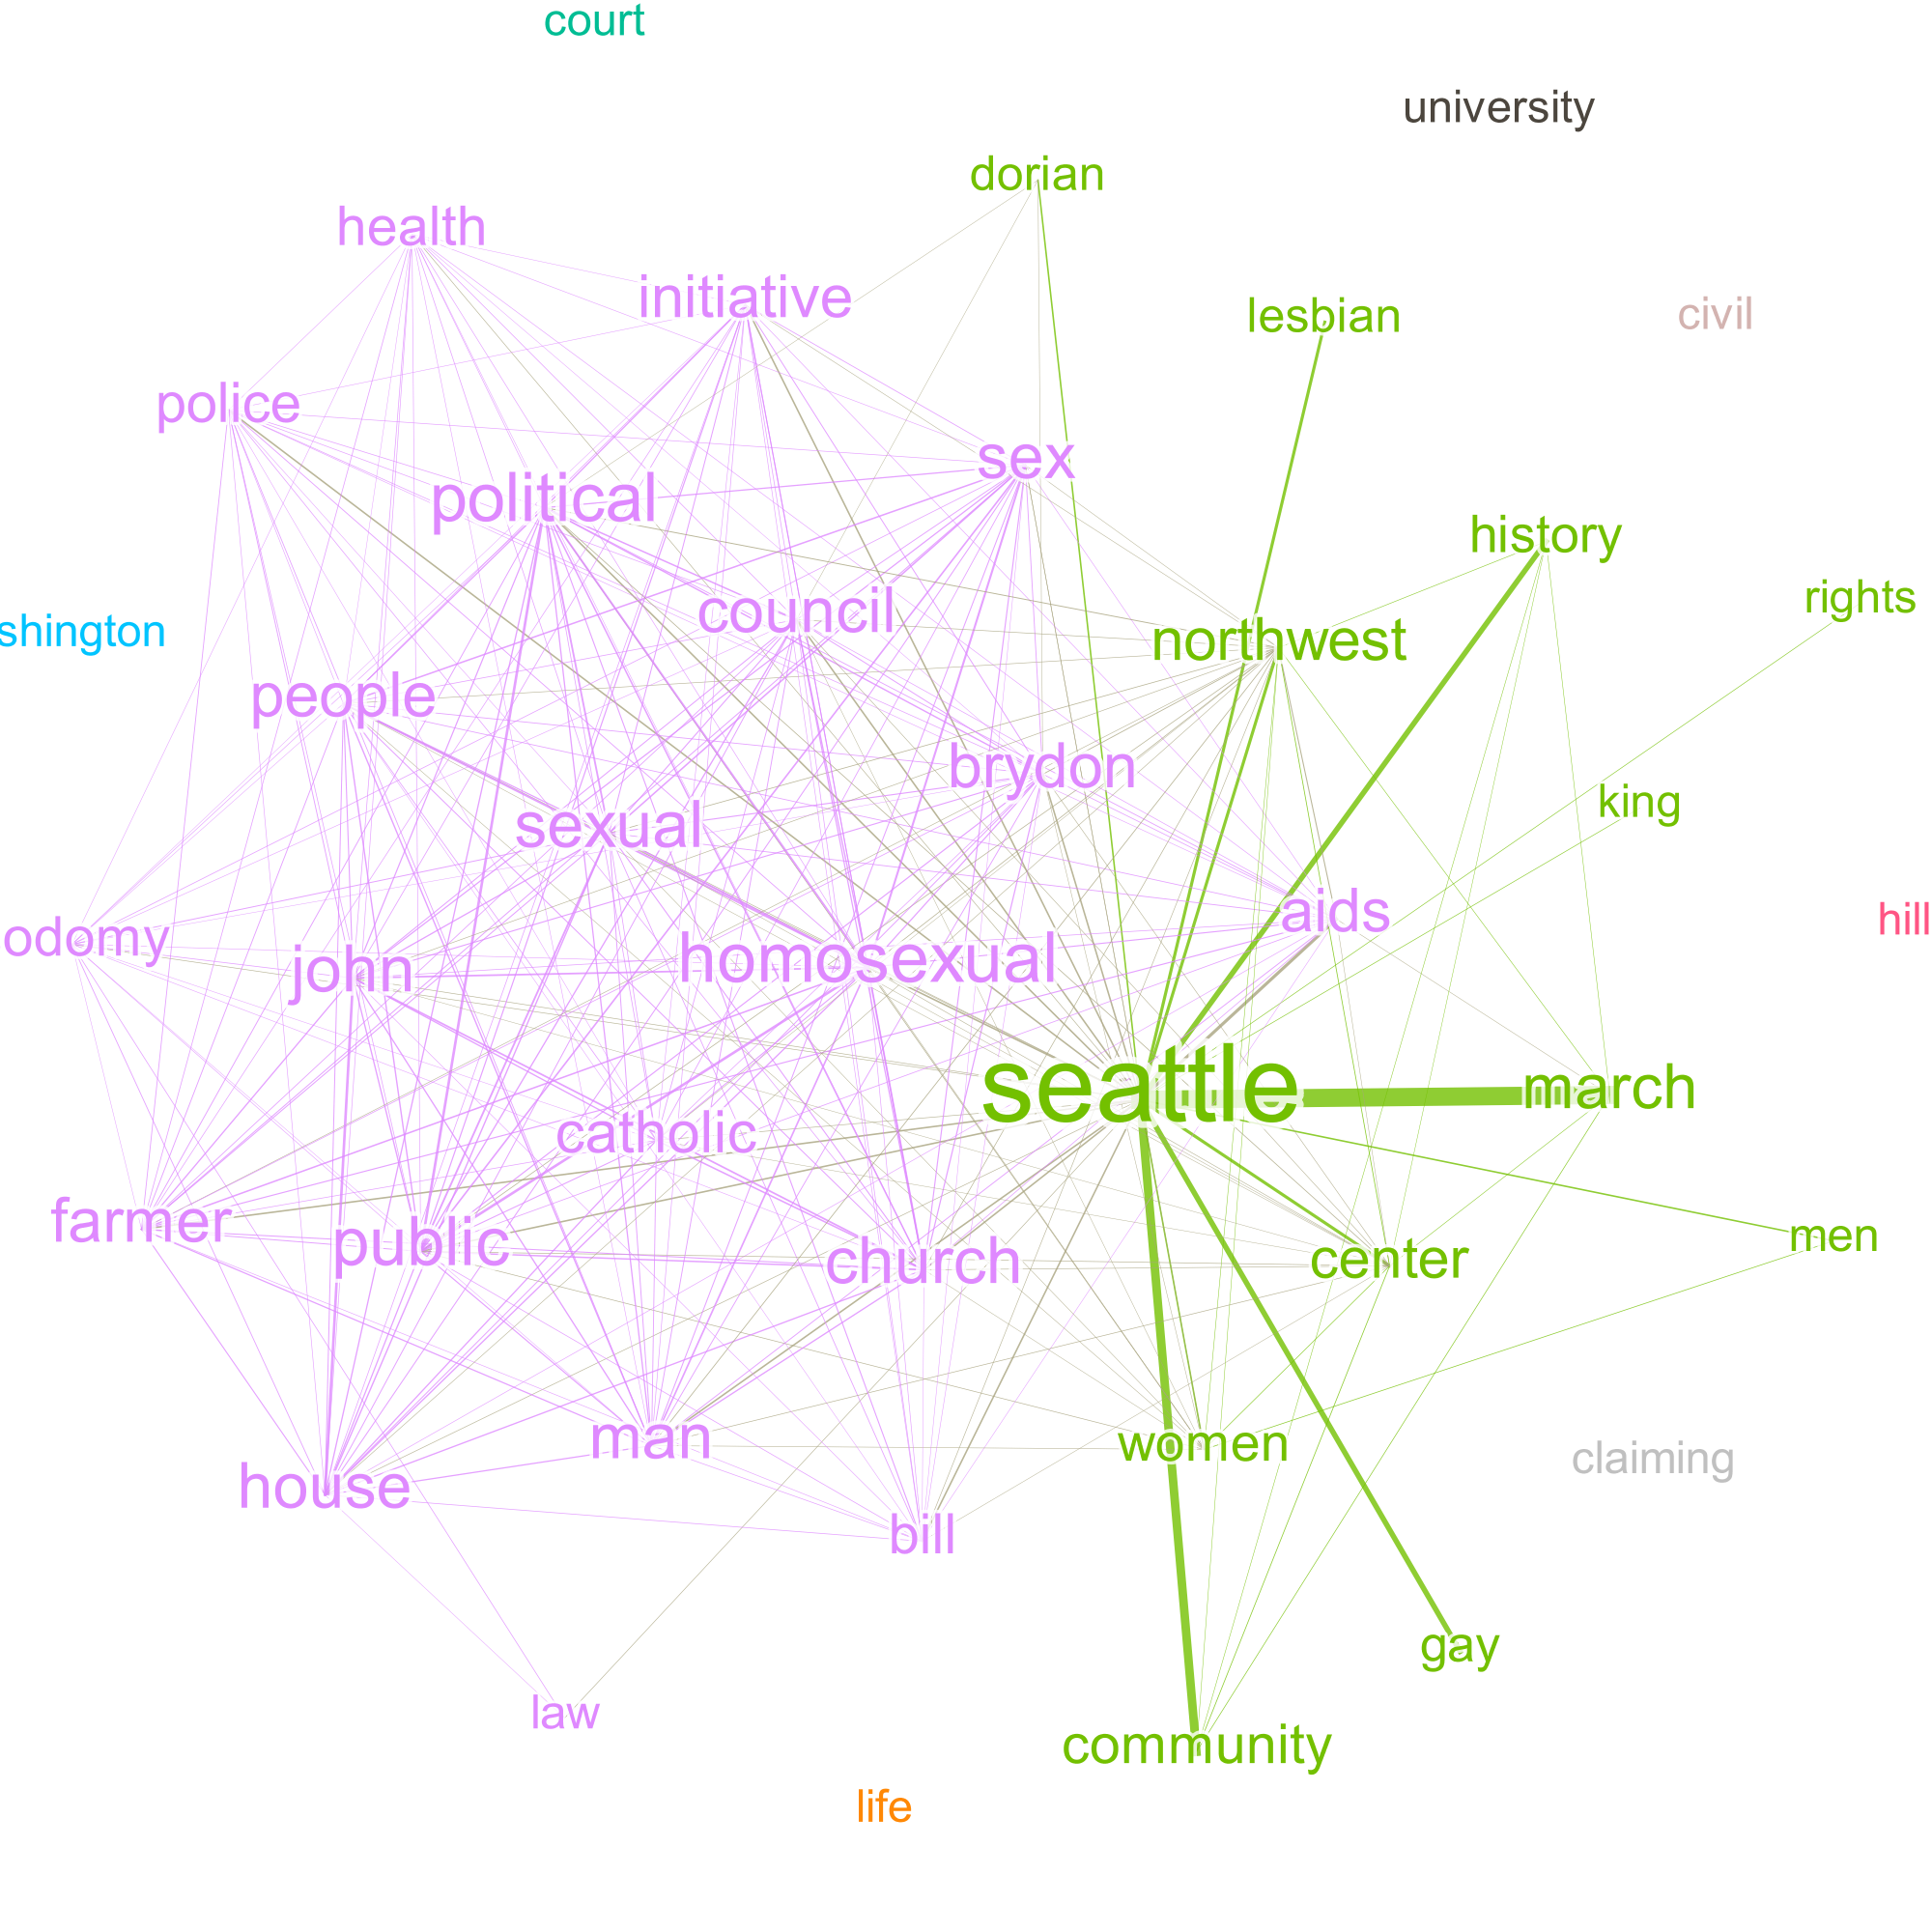 court
university
dorian
health
initiative
lesbian
civil
police
sex
political
history
rights
council
shington
northwest
people
brydon
king
sexual
aids
hill
odomy
john
homosexual
seattle
march
catholic
farmer
public
church
center
men
man
women
claiming
house
bill
gay
law
community
life